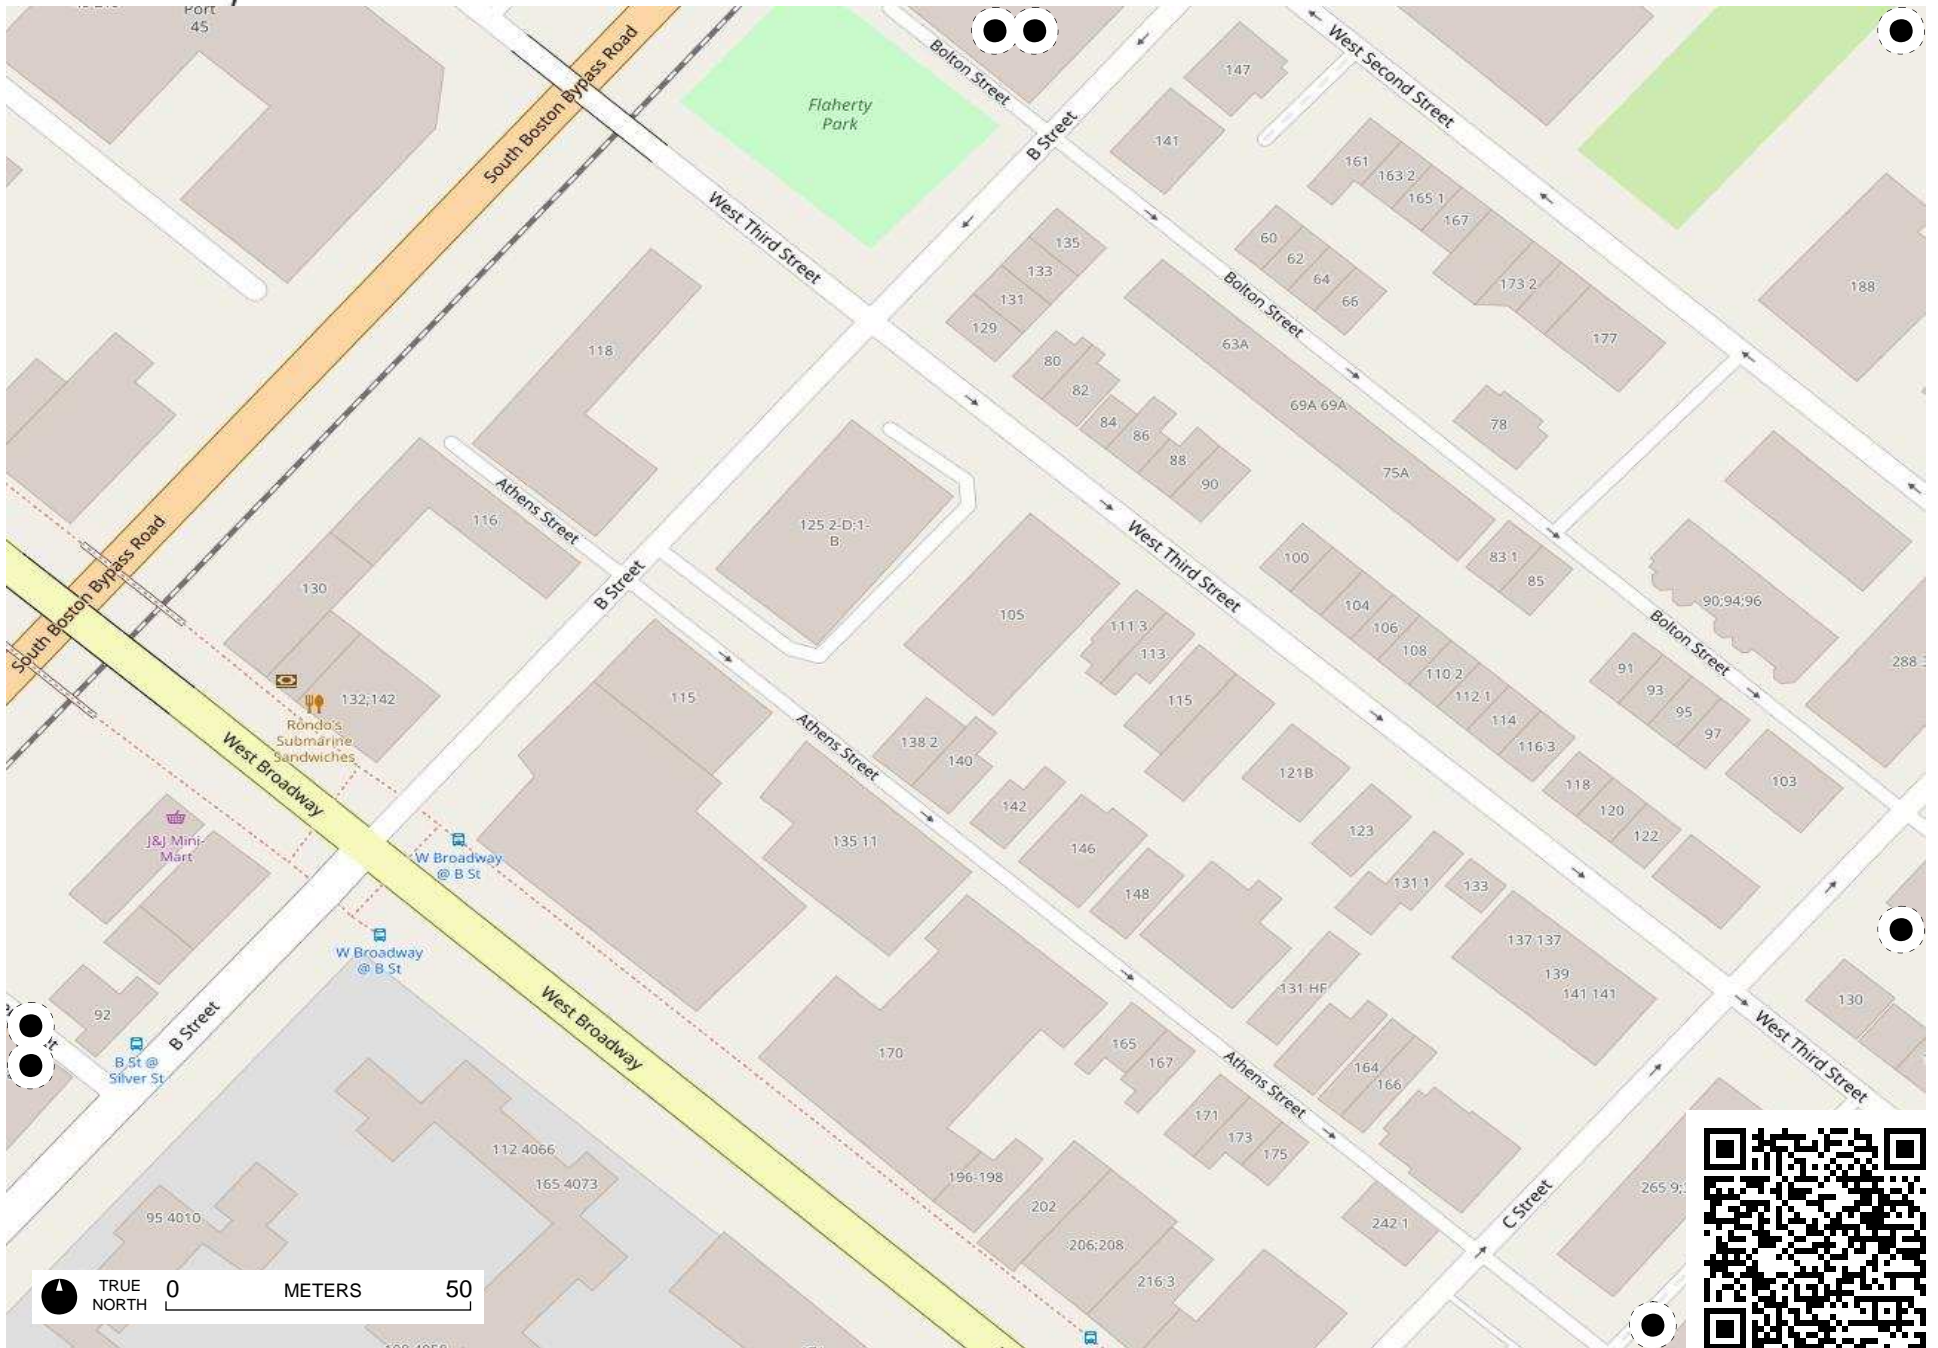 Port
45
South Boston Bypass Road
Flaherty
Park
Bolton Street
B Street
West Second Street
147
141
161
163 2
165 1
167
173 2
177
188
West Third Street
135
133
131
129
60
62
64
66
Bolton Street
118
63A
69A 69A
75A
78
80
82
84
86
88
90
Athens Street
116
125 2-D;1-
B
West Third Street
South Boston Bypass Road
130
B Street
105
111 3
113
100
104
106
108
110 2
112 1
114
116 3
83 1
85
90;94;96
Bolton Street
91
93
95
97
103
132;142
Rondo's
Submarine
Sandwiches
West Broadway
115
Athens Street
138 2
140
115
121B
118
120
122
J&J Mini-
Mart
W Broadway
@ B St
135 11
142
146
148
123
131 1
133
W Broadway
@ B St
West Broadway
137 137
139
141 141
131 HF
130
West Third Street
92
B Street
B St @
Silver St
170
165
167
Athens Street
164
166
171
173
175
112 4066
165 4073
95 4010
196-198
202
206;208
216 3
242 1
C Street
TRUE
NORTH
0
METERS
50